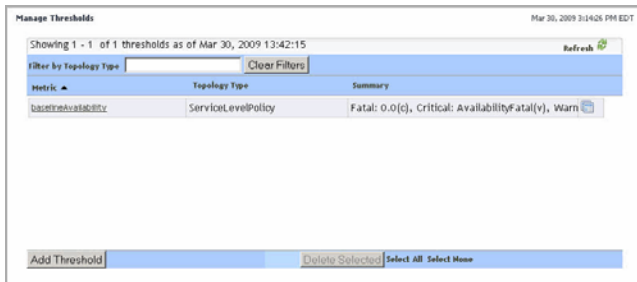 Manage Thresholds
Mar 30, 2009 3:14:26 PM EDT
Showing 1 - 1 of 1 thresholds as of Mar 30, 2009 13:42:15
Refresh
Filter by Topology Type
Clear Filters
Metric Topology Type Summary
baselineAvailability ServiceLevelPolicy Fatal: 0.0(c), Critical: AvailabilityFatal(v), Warn
Add Threshold Delete Selected Select All Select None